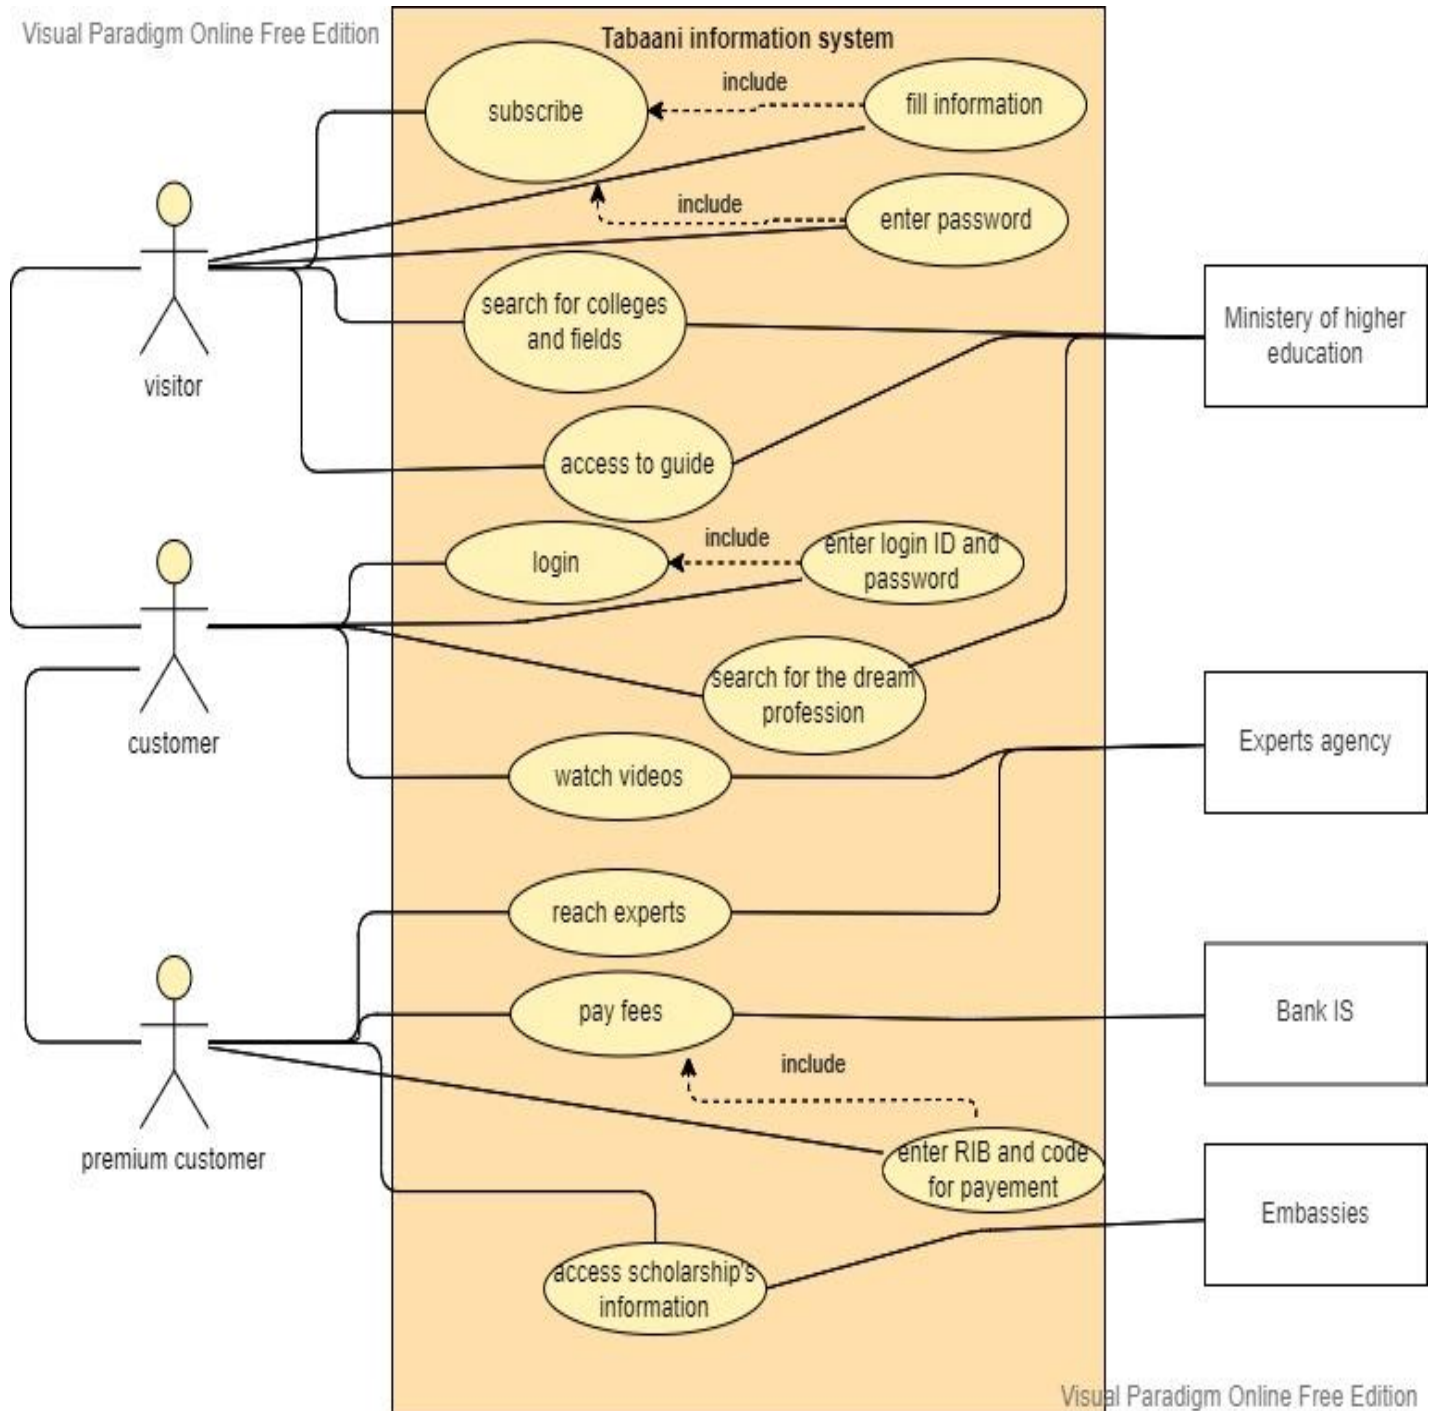 Visual Paradigm Online Free Edition
Tabaani information system
include
subscribe
fill information
include
enter password
search for colleges
and fields
Ministery of higher
education
visitor
access to guide
include
login
enter login ID and
password
search for the dream
profession
customer
Experts agency
watch videos
reach experts
pay fees
Bank IS
include
premium customer
enter RIB and code
for payement
Embassies
access scholarship's
information
Visual Paradigm Online Free Edition